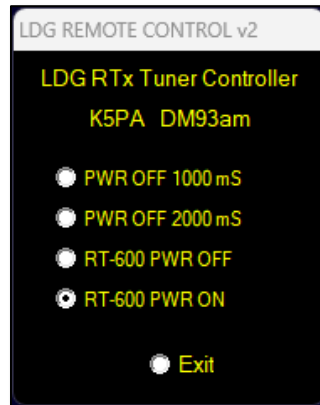 LDG REMOTE CONTROL v2
LDG RTx Tuner Controller
K5PA DM93am
PWR OFF 1000 mS
PWR OFF 2000 mS
RT-600 PWR OFF
RT-600 PWR ON
Exit